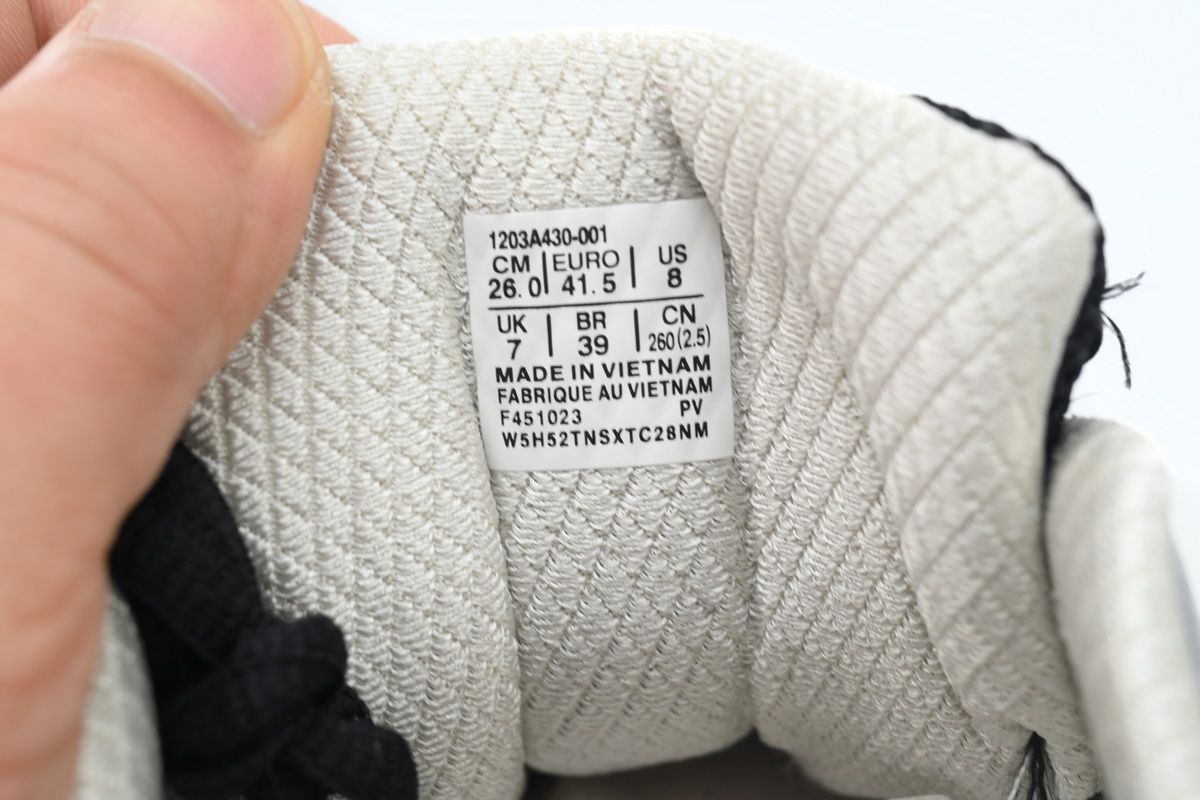 1203A430-001
CM | EURO | US
26.0 | 41.5 | 8
UK | BR | CN
7 | 39 | 260(2.5)
MADE IN VIETNAM
FABRIQUE AU VIETNAM
F451023 PV
W5H52TNSXTC28NM